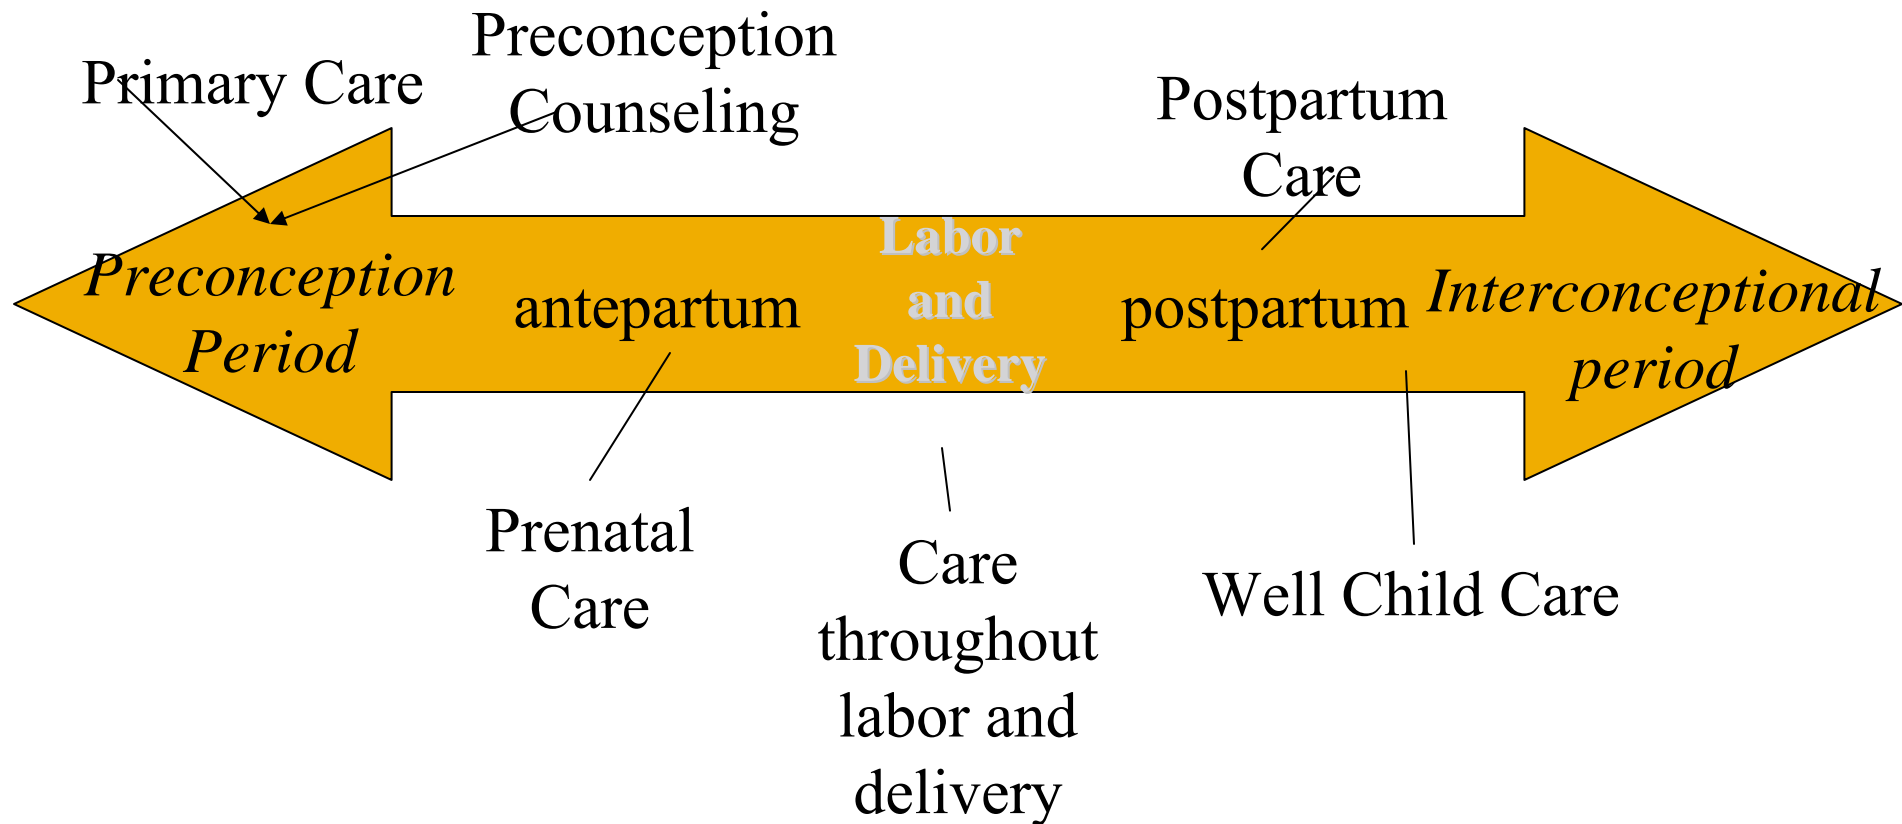 Primary Care
Preconception
Counseling
Postpartum
Care
Preconception
Period
antepartum
Labor
and
Delivery
postpartum
Interconceptional
period
Prenatal
Care
Care
throughout
labor and
delivery
Well Child Care